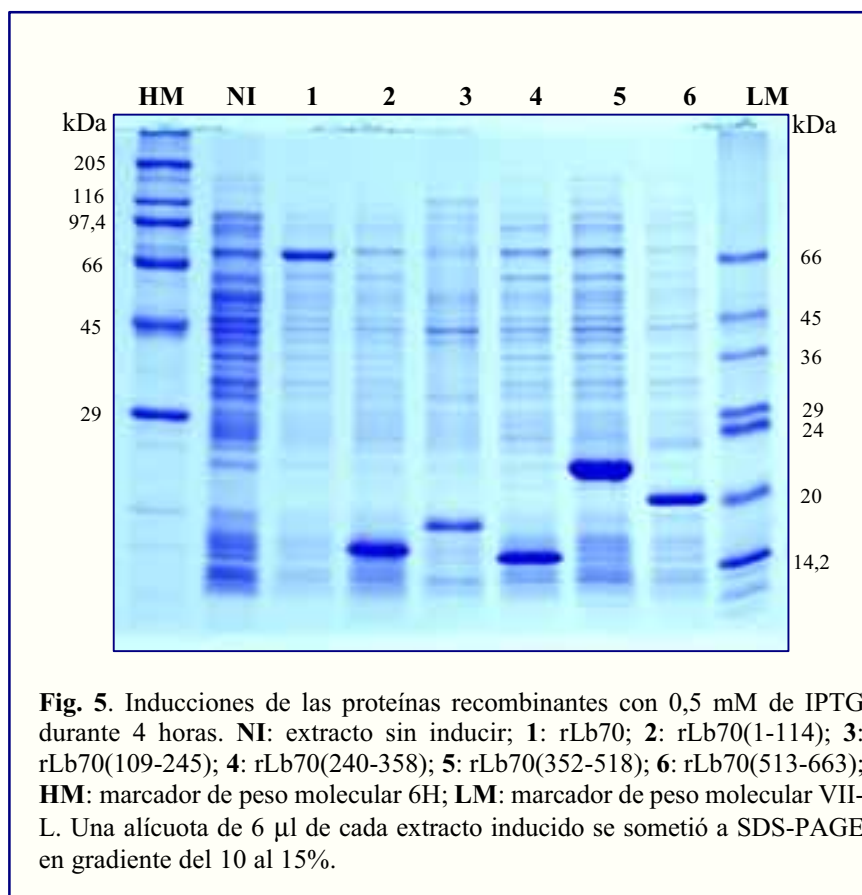 HM NI 1 2 3 4 5 6 LM
kDa kDa
205
116
97,4
66 66
45 45
36
29 29
24
20
14,2
Fig. 5. Inducciones de las proteínas recombinantes con 0,5 mM de IPTG
durante 4 horas. NI: extracto sin inducir; 1: rLb70; 2: rLb70(1-114); 3:
rLb70(109-245); 4: rLb70(240-358); 5: rLb70(352-518); 6: rLb70(513-663);
HM: marcador de peso molecular 6H; LM: marcador de peso molecular VII-
L. Una alícuota de 6 μl de cada extracto inducido se sometió a SDS-PAGE
en gradiente del 10 al 15%.